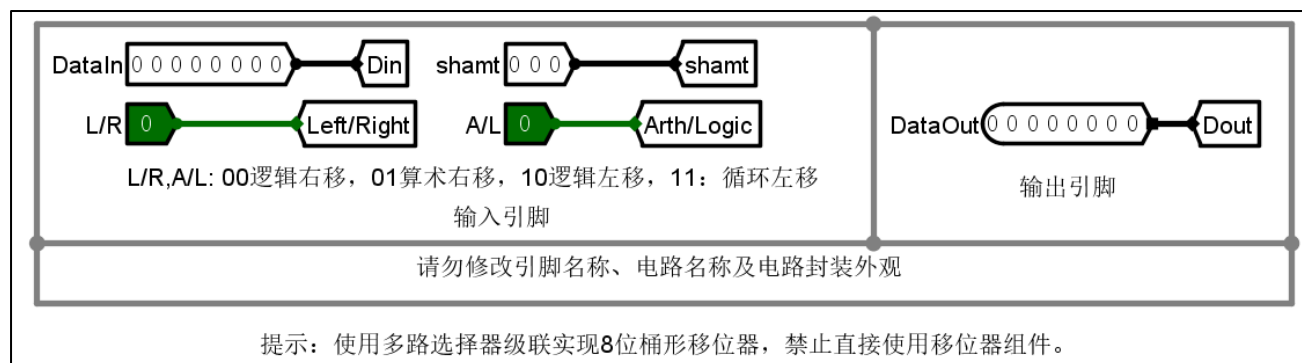 DataIn 0 0 0 0 0 0 0 0 Din shamt 0 0 0 shamt
L/R 0 Left/Right A/L 0 Arth/Logic
DataOut 0 0 0 0 0 0 0 0 Dout
L/R,A/L: 00逻辑右移，01算术右移，10逻辑左移，11：循环左移
输入引脚
输出引脚
请勿修改引脚名称、电路名称及电路封装外观
提示：使用多路选择器级联实现8位桶形移位器，禁止直接使用移位器组件。